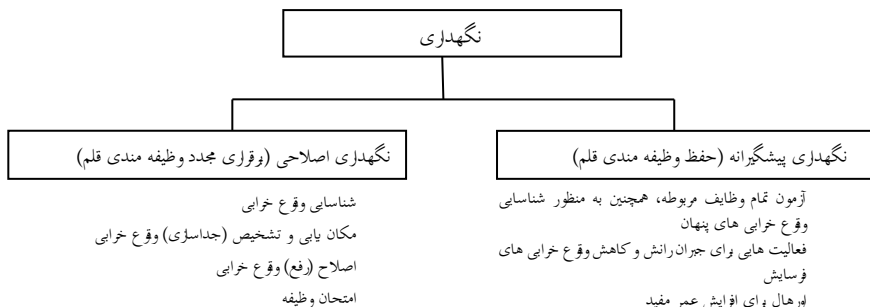 نگهداری
نگهداری پیشگیرانه (حفظ وظیفه مندی قلم)
آزمون تمام وظایف مربوطه، همچنین به منظور شناسایی
وقوع خرابی های پنهان
فعالیت هایی برای جبران رانش و کاهش وقوع خرابی های
فرسایش
اورهال برای افزایش عمر مفید
نگهداری اصلاحی (برقراری مجدد وظیفه مندی قلم)
شناسایی وقوع خرابی
مکان یابی و تشخیص (جداسازی) وقوع خرابی
اصلاح (رفع) وقوع خرابی
امتحان وظیفه